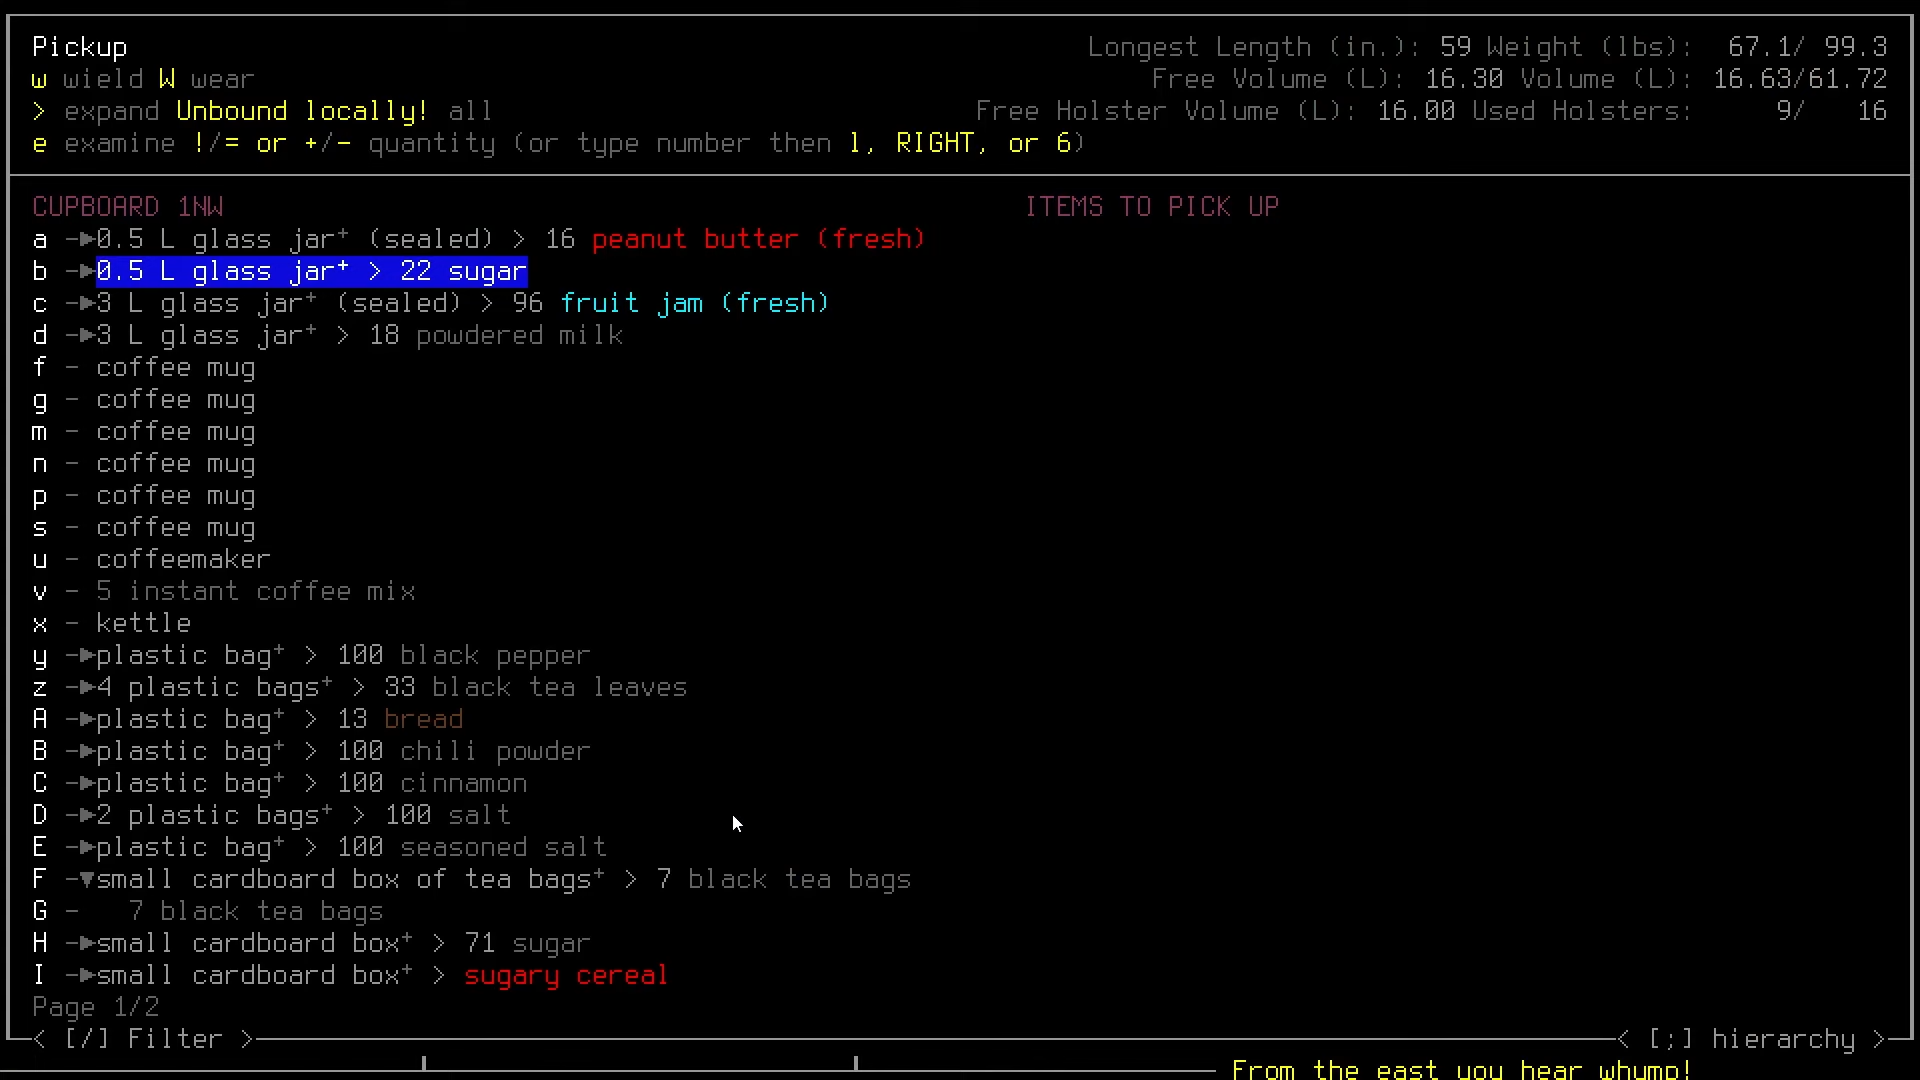 Pickup
Longest Length (in.): 59 Weight (lbs): 67.1/ 99.3
w wield W wear
Free Volume (L): 16.30 Volume (L): 16.63/61.72
> expand Unbound locally! all
Free Holster Volume (L): 16.00 Used Holsters: 9/ 16
e examine !/= or +/- quantity (or type number then l, RIGHT, or 6)
CUPBOARD 1NW
ITEMS TO PICK UP
a -▶0.5 L glass jar⁺ (sealed) > 16 peanut butter (fresh)
b -▶0.5 L glass jar⁺ > 22 sugar
c -▶3 L glass jar⁺ (sealed) > 96 fruit jam (fresh)
d -▶3 L glass jar⁺ > 18 powdered milk
f - coffee mug
g - coffee mug
m - coffee mug
n - coffee mug
p - coffee mug
s - coffee mug
u - coffeemaker
v - 5 instant coffee mix
x - kettle
y -▶plastic bag⁺ > 100 black pepper
z -▶4 plastic bags⁺ > 33 black tea leaves
A -▶plastic bag⁺ > 13 bread
B -▶plastic bag⁺ > 100 chili powder
C -▶plastic bag⁺ > 100 cinnamon
D -▶2 plastic bags⁺ > 100 salt
E -▶plastic bag⁺ > 100 seasoned salt
F -▼small cardboard box of tea bags⁺ > 7 black tea bags
G - 7 black tea bags
H -▶small cardboard box⁺ > 71 sugar
I -▶small cardboard box⁺ > sugary cereal
Page 1/2
< [/] Filter >
< [;] hierarchy >
From the east you hear whump!